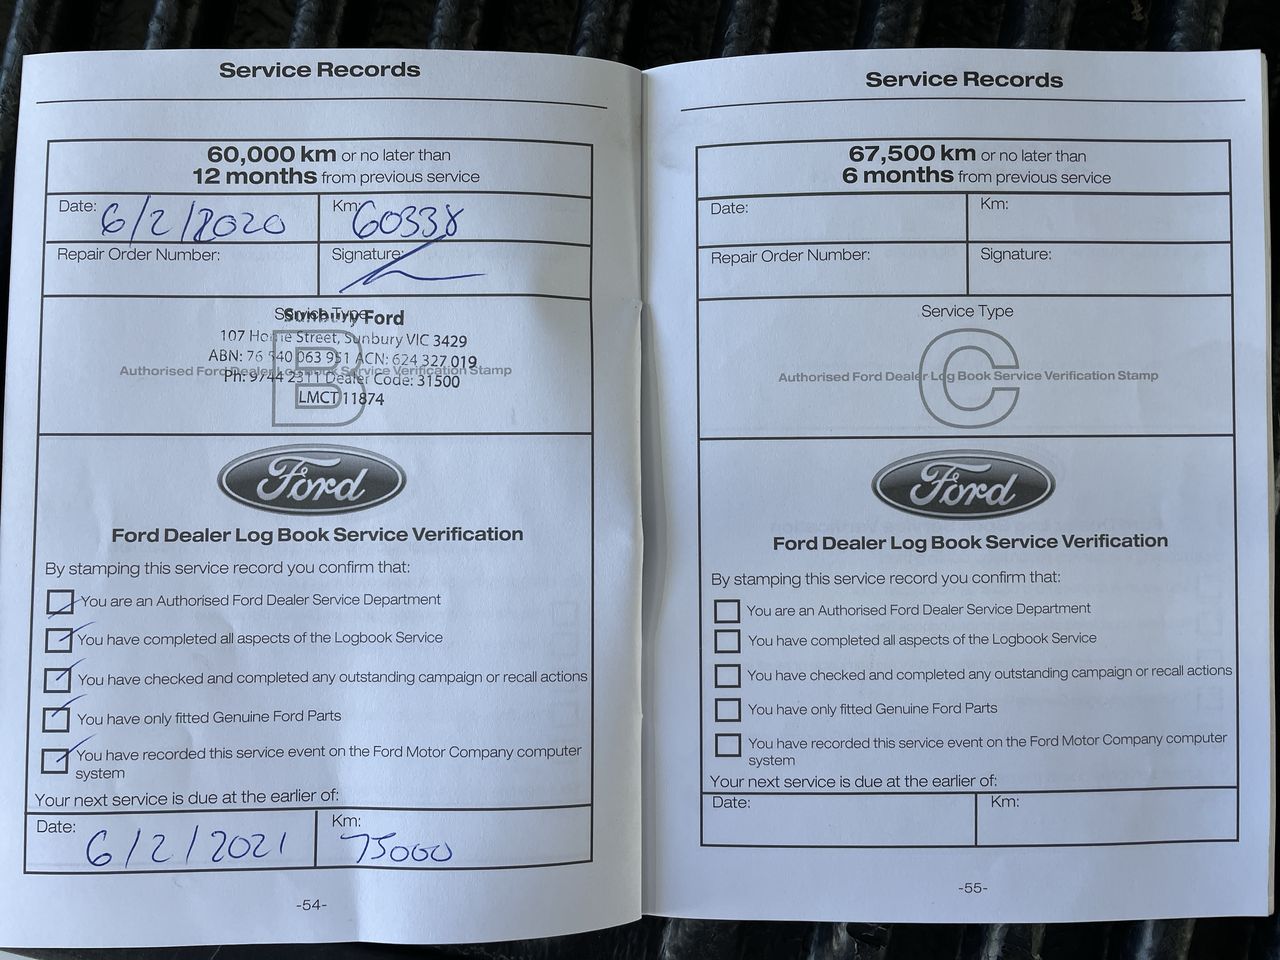 Service Records
60,000 km or no later than
12 months from previous service
Date: 6/2/2020
Km: 60338
Repair Order Number:
Signature:
Service Type
Sunbury Ford
107 Horne Street, Sunbury VIC 3429
ABN: 76 540 063 951 ACN: 624 327 019
Authorised Ford Dealer Log Book Service Verification Stamp
Ph: 9744 2311 Dealer Code: 31500
LMCT 11874
B
Ford
Ford Dealer Log Book Service Verification
By stamping this service record you confirm that:
You are an Authorised Ford Dealer Service Department
You have completed all aspects of the Logbook Service
You have checked and completed any outstanding campaign or recall actions
You have only fitted Genuine Ford Parts
You have recorded this service event on the Ford Motor Company computer
system
Your next service is due at the earlier of:
Date: 6/2/2021
Km: 75000
-54-
Service Records
67,500 km or no later than
6 months from previous service
Date:
Km:
Repair Order Number:
Signature:
Service Type
C
Authorised Ford Dealer Log Book Service Verification Stamp
Ford
Ford Dealer Log Book Service Verification
By stamping this service record you confirm that:
You are an Authorised Ford Dealer Service Department
You have completed all aspects of the Logbook Service
You have checked and completed any outstanding campaign or recall actions
You have only fitted Genuine Ford Parts
You have recorded this service event on the Ford Motor Company computer
system
Your next service is due at the earlier of:
Date:
Km:
-55-